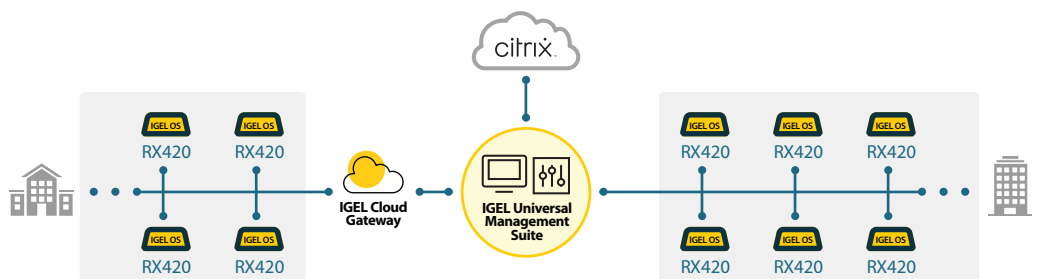 citrix
IGEL OS
IGEL OS
IGEL OS
IGEL OS
IGEL OS
RX420
RX420
RX420
RX420
RX420
IGEL Cloud
Gateway
IGEL Universal
Management
Suite
IGEL OS
IGEL OS
IGEL OS
IGEL OS
IGEL OS
RX420
RX420
RX420
RX420
RX420